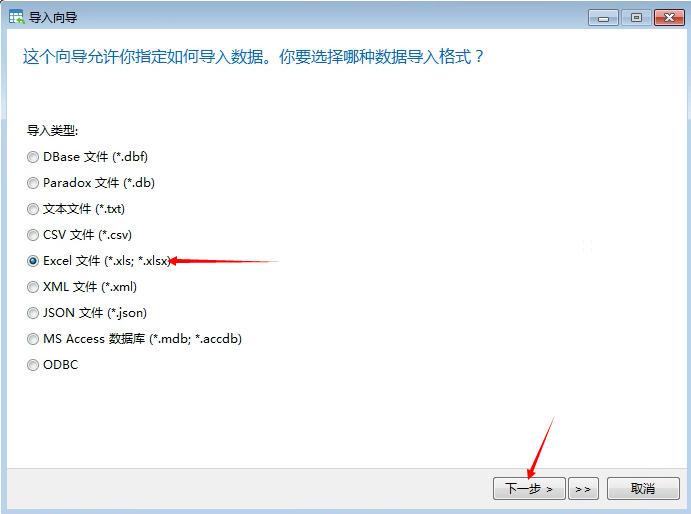 导入向导
这个向导允许你指定如何导入数据。你要选择哪种数据导入格式？
导入类型:
DBase 文件 (*.dbf)
Paradox 文件 (*.db)
文本文件 (*.txt)
CSV 文件 (*.csv)
Excel 文件 (*.xls; *.xlsx)
XML 文件 (*.xml)
JSON 文件 (*.json)
MS Access 数据库 (*.mdb; *.accdb)
ODBC
下一步 > >> 取消